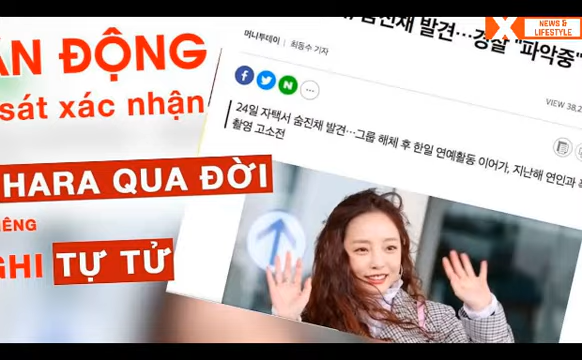 NEWS &
LIFESTYLE
ẤN ĐỘNG
sát xác nhận
HARA QUA ĐỜI
IÊNG
GHI TỰ TỬ
숨진채 발견…경찰 "파악중"
머니투데이 | 최동수 기자
VIEW 38,2
24일 자택서 숨진채 발견…그룹 해체 후 한일 연예활동 이어가, 지난해 연인과
촬영 고소전